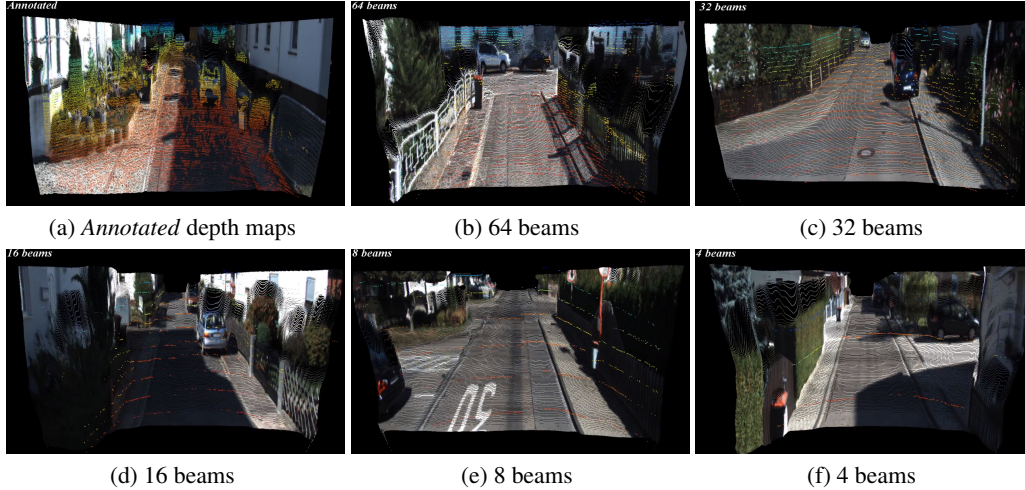 Annotated
64 beams
32 beams
(a) Annotated depth maps
(b) 64 beams
(c) 32 beams
16 beams
8 beams
4 beams
50
(d) 16 beams
(e) 8 beams
(f) 4 beams